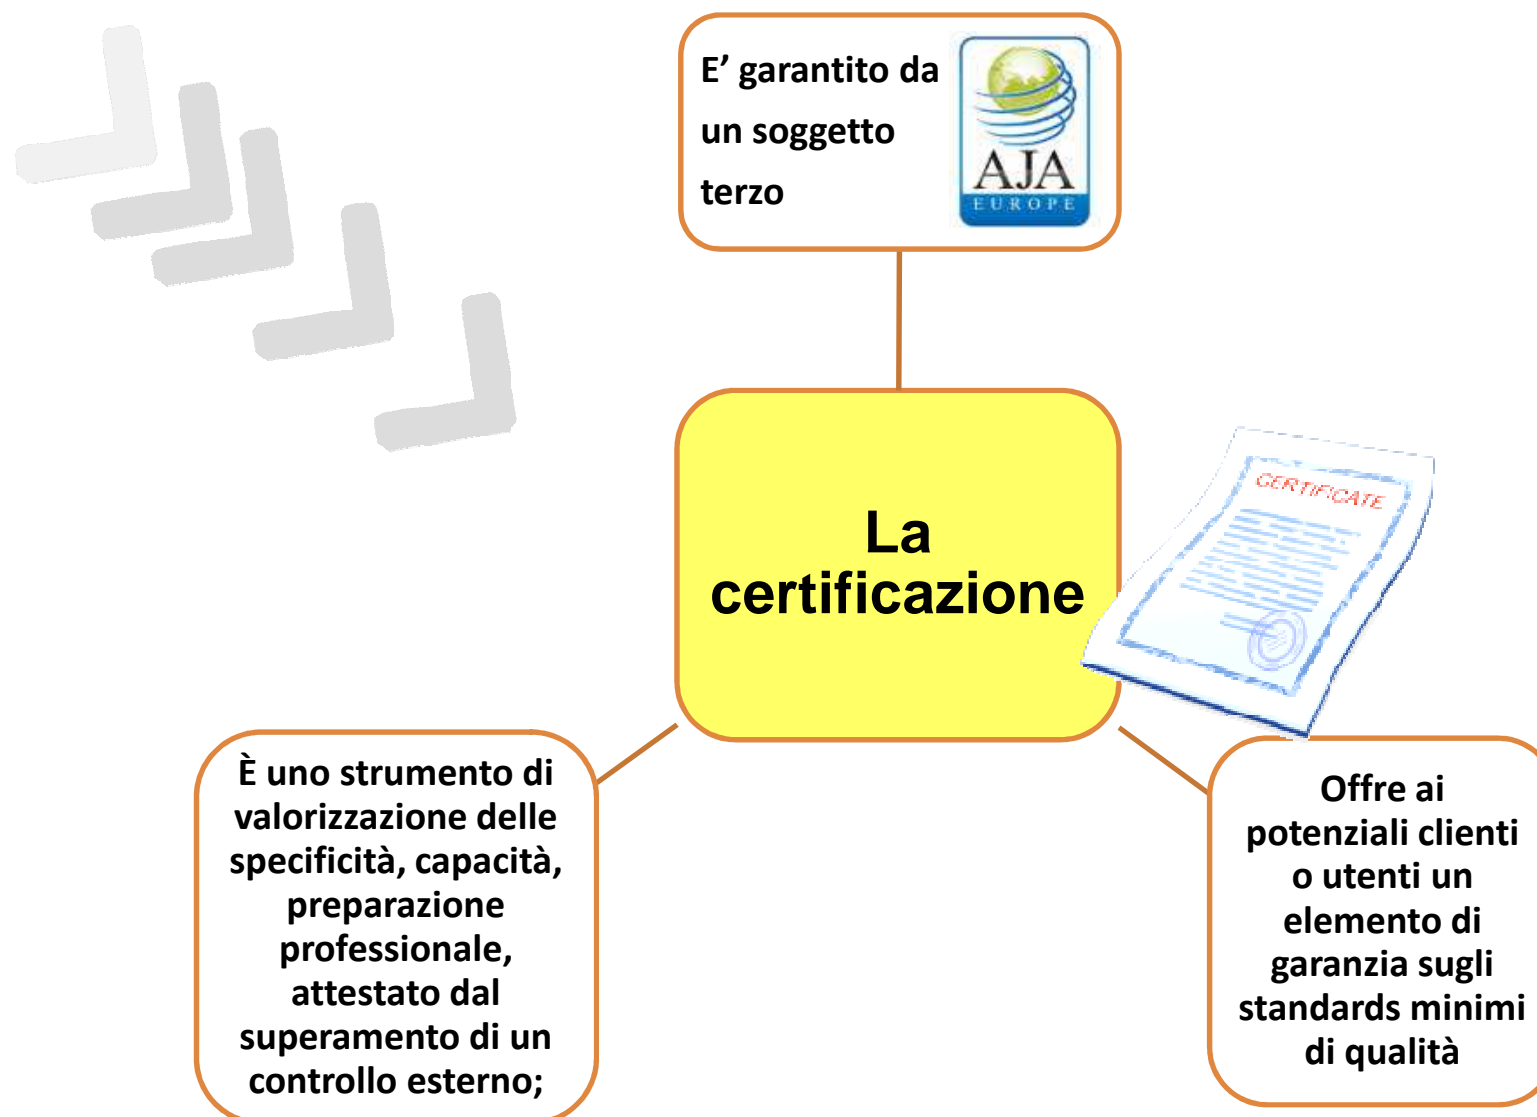 E’ garantito da
un soggetto
terzo
AJA
EUROPE
La
certificazione
CERTIFICATE
È uno strumento di
valorizzazione delle
specificità, capacità,
preparazione
professionale,
attestato dal
superamento di un
controllo esterno;
Offre ai
potenziali clienti
o utenti un
elemento di
garanzia sugli
standards minimi
di qualità